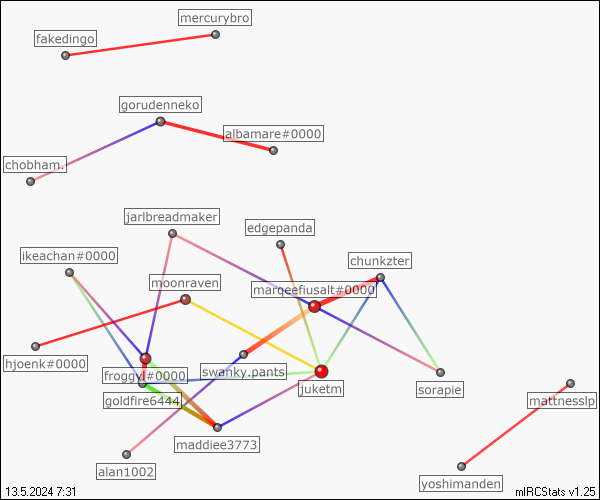 mercurybro
fakedingo
gorudenneko
albamare#0000
chobham.
jarlbreadmaker
edgepanda
ikeachan#0000
chunkzter
moonraven
marqeefiusalt#0000
hjoenk#0000
froggyl#0000
swanky.pants
juketm
sorapie
goldfire6444
mattnesslp
maddiee3773
alan1002
yoshimanden
13.5.2024 7:31
mIRCStats v1.25